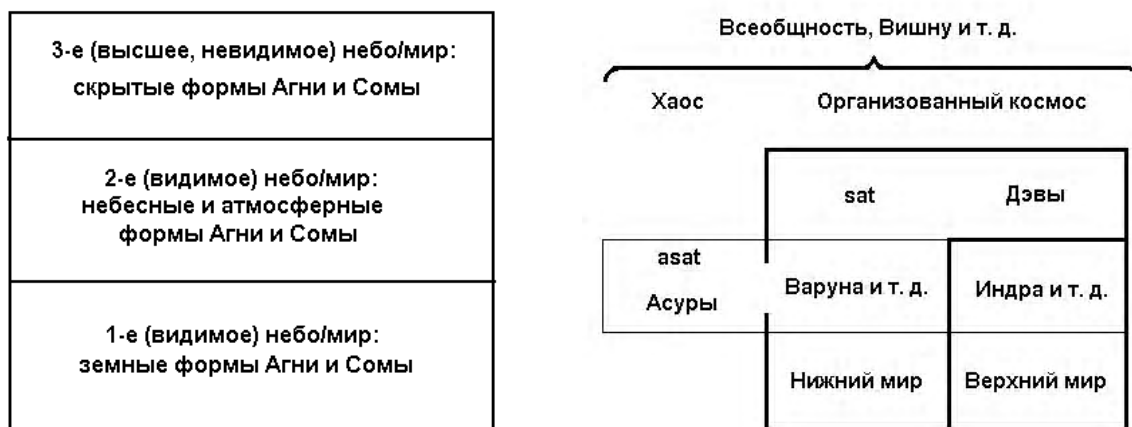 3-е (высшее, невидимое) небо/мир:
скрытые формы Агни и Сомы
2-е (видимое) небо/мир:
небесные и атмосферные
формы Агни и Сомы
1-е (видимое) небо/мир:
земные формы Агни и Сомы
Всеобщность, Вишну и т. д.
Хаос
Организованный космос
sat
Дэвы
asat
Асуры
Варуна и т. д.
Индра и т. д.
Нижний мир
Верхний мир